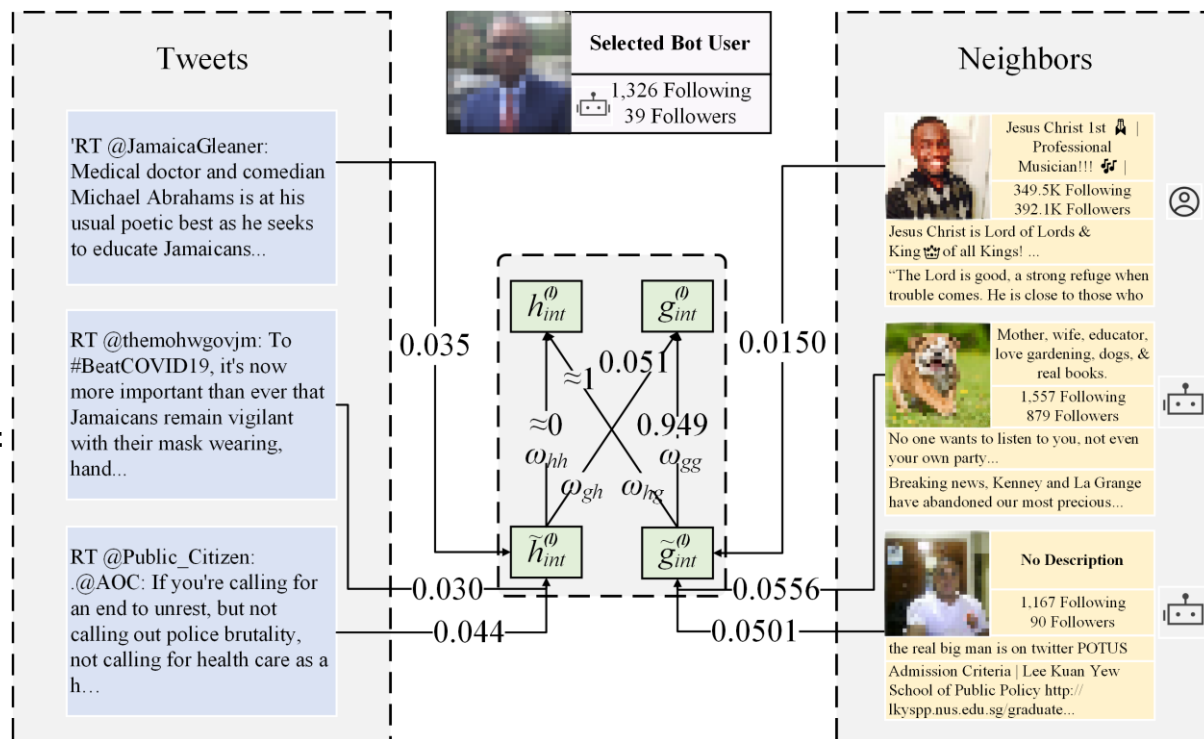 Tweets
'RT @JamaicaGleaner:
Medical doctor and comedian
Michael Abrahams is at his
usual poetic best as he seeks
to educate Jamaicans...
RT @themohwgovjm: To
#BeatCOVID19, it's now
more important than ever that
Jamaicans remain vigilant
with their mask wearing,
hand...
RT @Public_Citizen:
.@AOC: If you're calling for
an end to unrest, but not
calling out police brutality,
not calling for health care as a
h…
Selected Bot User
1,326 Following
39 Followers
0.035
0.030
0.044
h_int^(l)
g_int^(l)
≈1
0.051
≈0
0.949
ω_hh
ω_gg
ω_gh
ω_hg
h̃_int^(l)
g̃_int^(l)
0.0150
0.0556
0.0501
Neighbors
Jesus Christ 1st 🙏 |
Professional
Musician!!! 🎶 |
349.5K Following
392.1K Followers
Jesus Christ is Lord of Lords &
King 👑 of all Kings! ...
“The Lord is good, a strong refuge when
trouble comes. He is close to those who
Mother, wife, educator,
love gardening, dogs, &
real books.
1,557 Following
879 Followers
No one wants to listen to you, not even
your own party...
Breaking news, Kenney and La Grange
have abandoned our most precious...
No Description
1,167 Following
90 Followers
the real big man is on twitter POTUS
Admission Criteria | Lee Kuan Yew
School of Public Policy http://
lkyspp.nus.edu.sg/graduate...